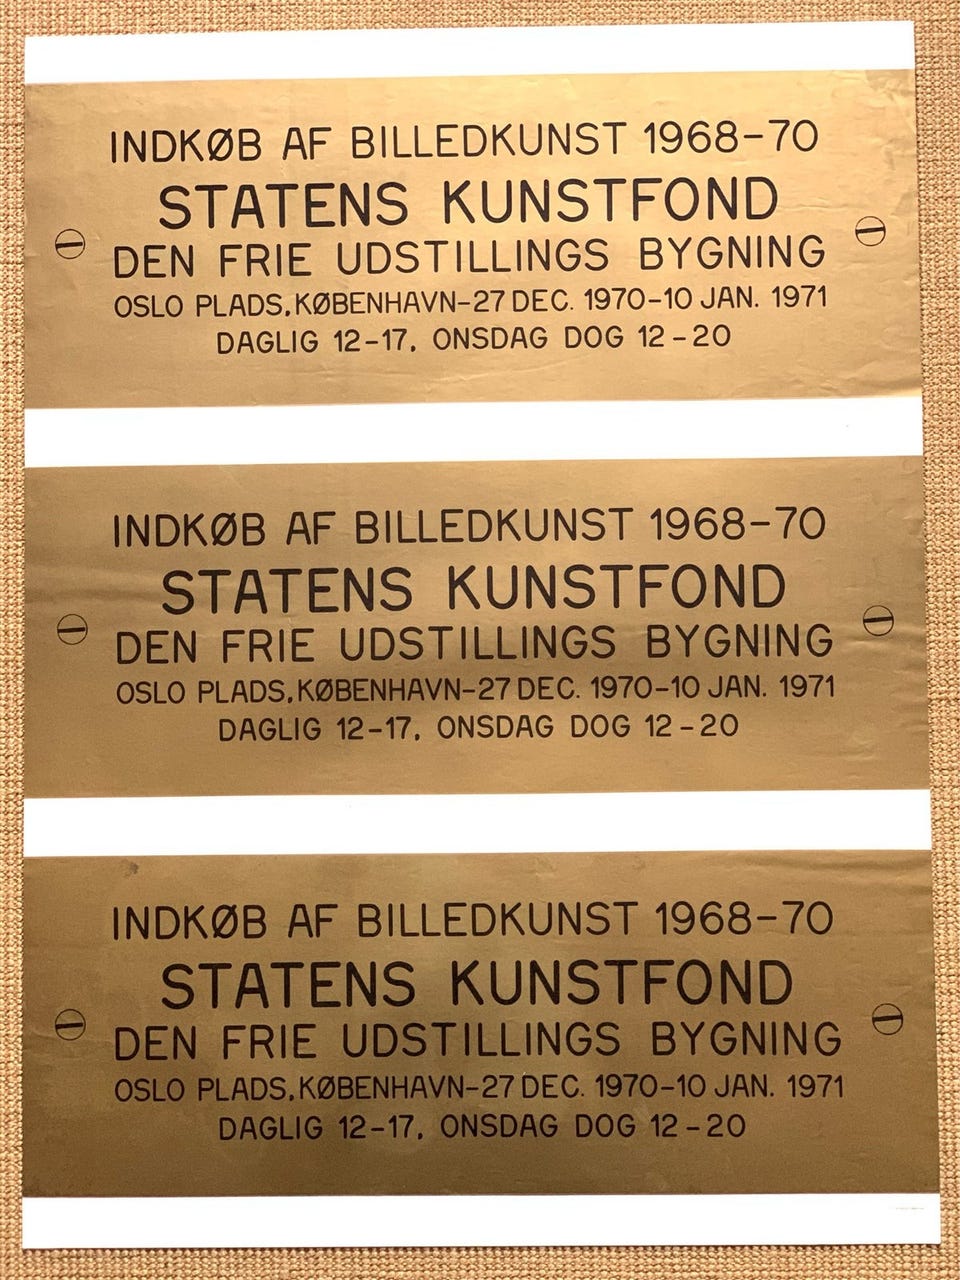 INDKØB AF BILLEDKUNST 1968-70
STATENS KUNSTFOND
DEN FRIE UDSTILLINGS BYGNING
OSLO PLADS, KØBENHAVN-27 DEC. 1970-10 JAN. 1971
DAGLIG 12-17, ONSDAG DOG 12-20
INDKØB AF BILLEDKUNST 1968-70
STATENS KUNSTFOND
DEN FRIE UDSTILLINGS BYGNING
OSLO PLADS, KØBENHAVN-27 DEC. 1970-10 JAN. 1971
DAGLIG 12-17, ONSDAG DOG 12-20
INDKØB AF BILLEDKUNST 1968-70
STATENS KUNSTFOND
DEN FRIE UDSTILLINGS BYGNING
OSLO PLADS, KØBENHAVN-27 DEC. 1970-10 JAN. 1971
DAGLIG 12-17, ONSDAG DOG 12-20